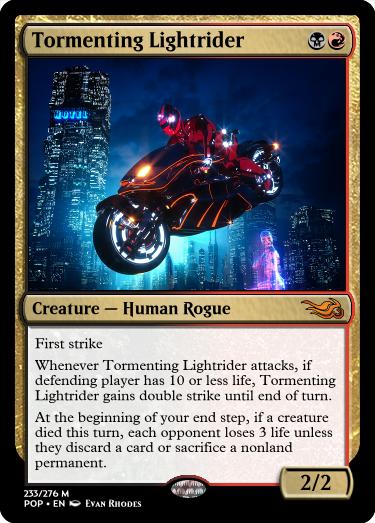 Tormenting Lightrider
MOTEL
Creature — Human Rogue
First strike
Whenever Tormenting Lightrider attacks, if
defending player has 10 or less life, Tormenting
Lightrider gains double strike until end of turn.
At the beginning of your end step, if a creature
died this turn, each opponent loses 3 life unless
they discard a card or sacrifice a nonland
permanent.
2/2
233/276 M
POP • EN Evan Rhodes